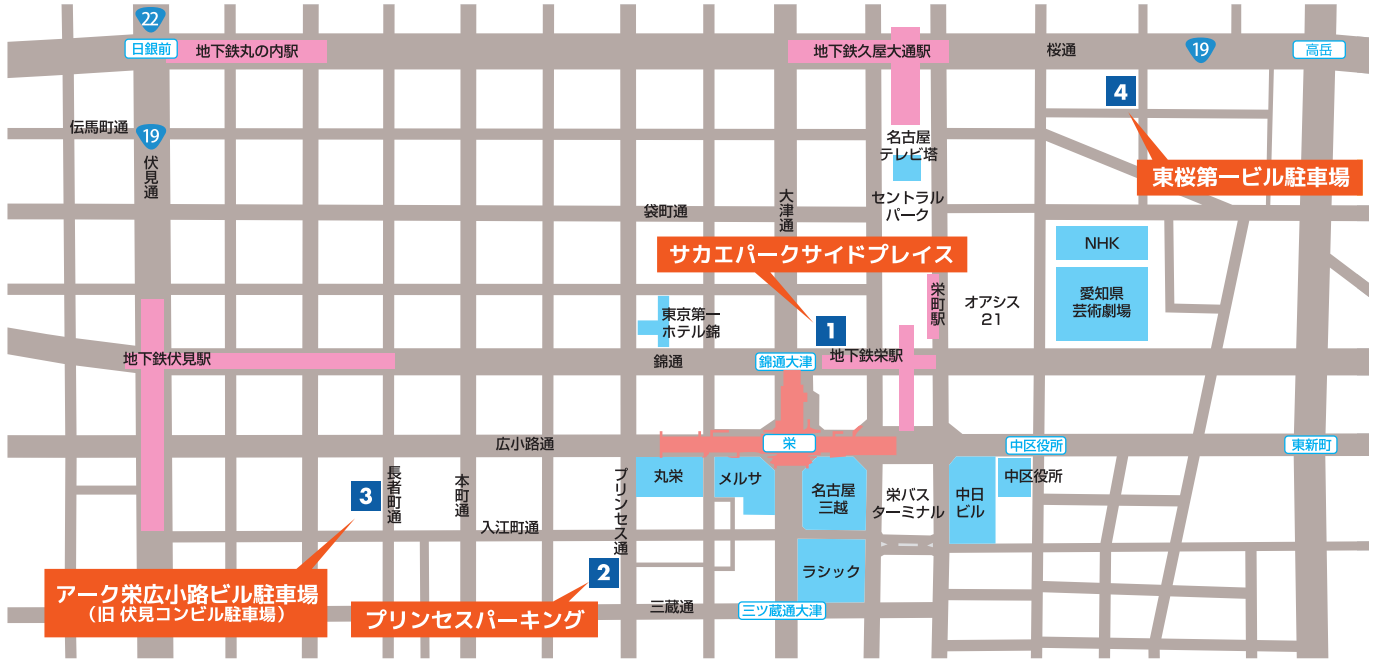 22
日銀前
地下鉄丸の内駅
地下鉄久屋大通駅
桜通
19
高岳
4
伝馬町通
19
伏見通
名古屋
テレビ塔
東桜第一ビル駐車場
大津通
セントラル
パーク
袋町通
サカエパークサイドプレイス
NHK
栄町駅
オアシス
21
愛知県
芸術劇場
東京第一
ホテル錦
1
地下鉄伏見駅
錦通
錦通大津
地下鉄栄駅
広小路通
栄
中区役所
東新町
長者町通
本町通
プリンセス通
丸栄
メルサ
名古屋
三越
栄バス
ターミナル
中日
ビル
中区役所
3
入江町通
2
ラシック
アーク栄広小路ビル駐車場
（旧 伏見コンビル駐車場）
プリンセスパーキング
三蔵通
三ツ蔵通大津